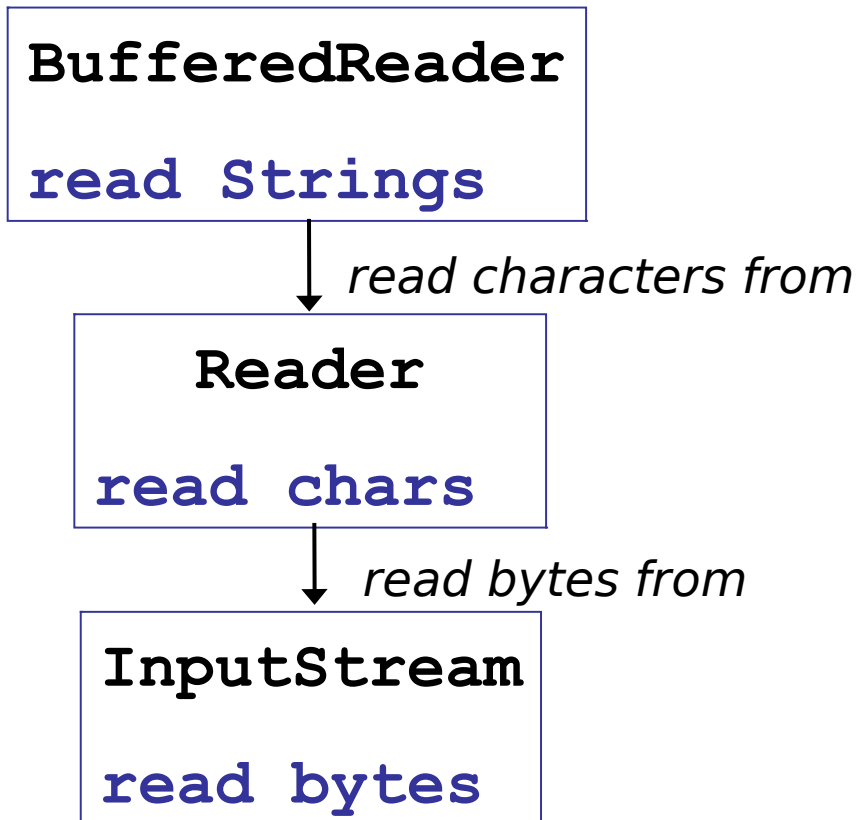 BufferedReader
read Strings
read characters from
Reader
read chars
read bytes from
InputStream
read bytes